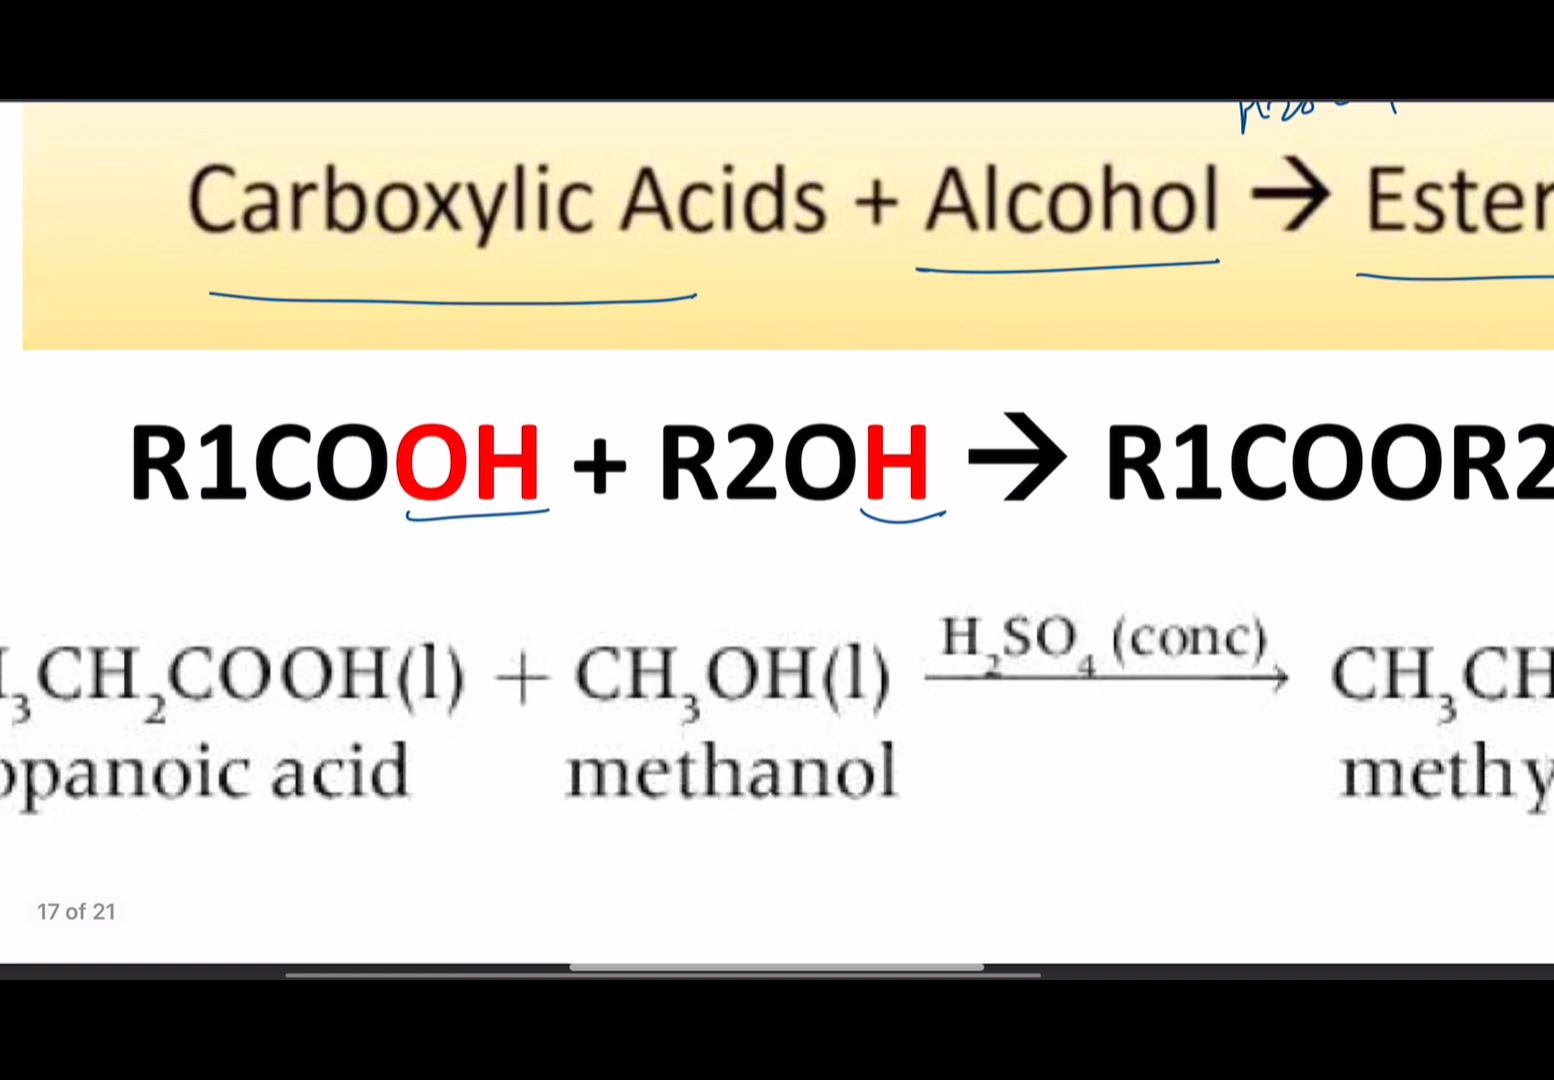 Carboxylic Acids + Alcohol → Ester
R1COOH + R2OH → R1COOR2
H₂SO₄ (conc)
₃CH₂COOH(l) + CH₃OH(l) → CH₃CH
opanoic acid methanol methy
17 of 21